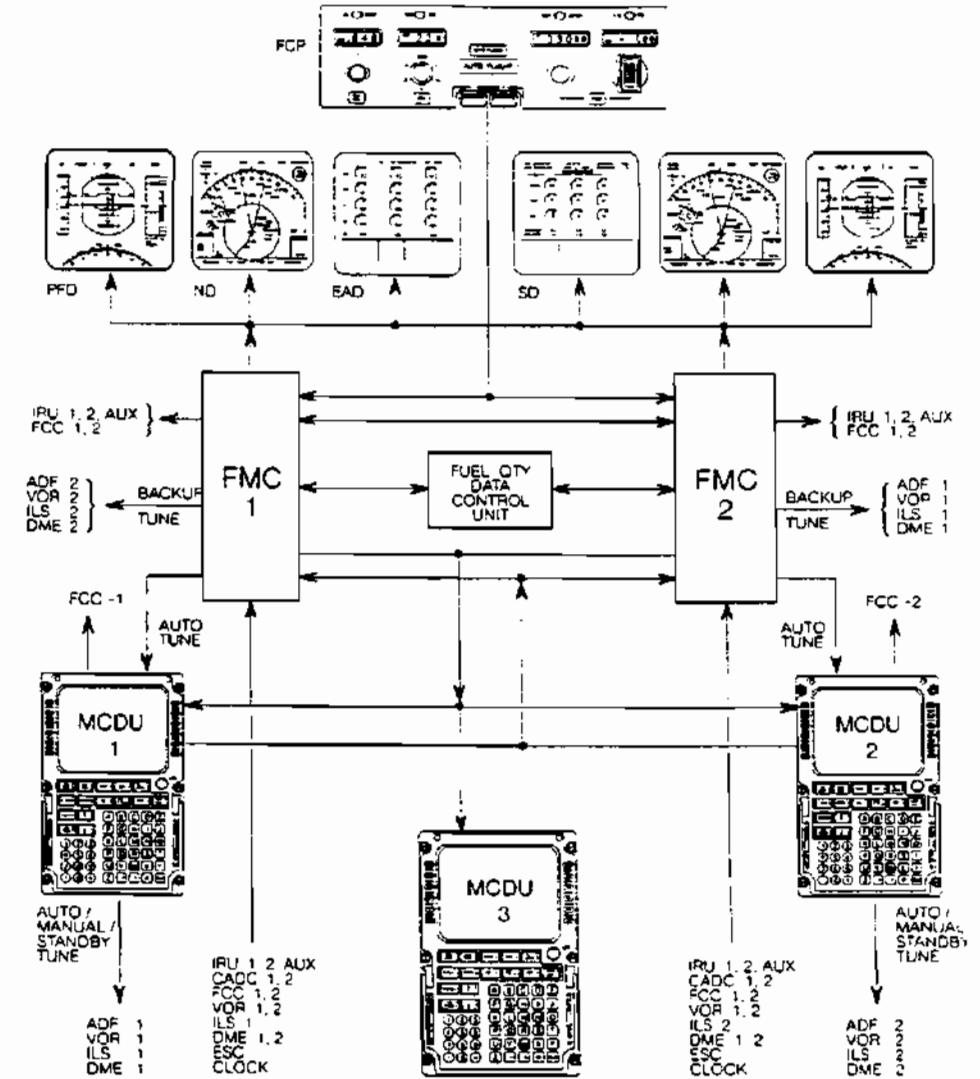 FCP
AUTO FLIGHT
PFD
ND
EAD
SD
IRU 1, 2, AUX
FCC 1, 2
ADF 2
VOR 2
ILS 2
DME 2
BACKUP
TUNE
FMC
1
FUEL QTY
DATA
CONTROL
UNIT
FMC
2
IRU 1, 2, AUX
FCC 1, 2
BACKUP
TUNE
ADF 1
VOR 1
ILS 1
DME 1
FCC -1
AUTO
TUNE
AUTO
TUNE
FCC -2
MCDU
1
MCDU
2
MCDU
3
AUTO /
MANUAL /
STANDBY
TUNE
ADF 1
VOR 1
ILS 1
DME 1
IRU 1 2 AUX
CADC 1, 2
FCC 1, 2
VOR 1, 2
ILS 1
DME 1, 2
ESC
CLOCK
IRU 1, 2, AUX
CADC 1, 2
FCC 1, 2
VOR 1, 2
ILS 2
DME 1 2
ESC
CLOCK
AUTO /
MANUAL
STANDBY
TUNE
ADF 2
VOR 2
ILS 2
DME 2